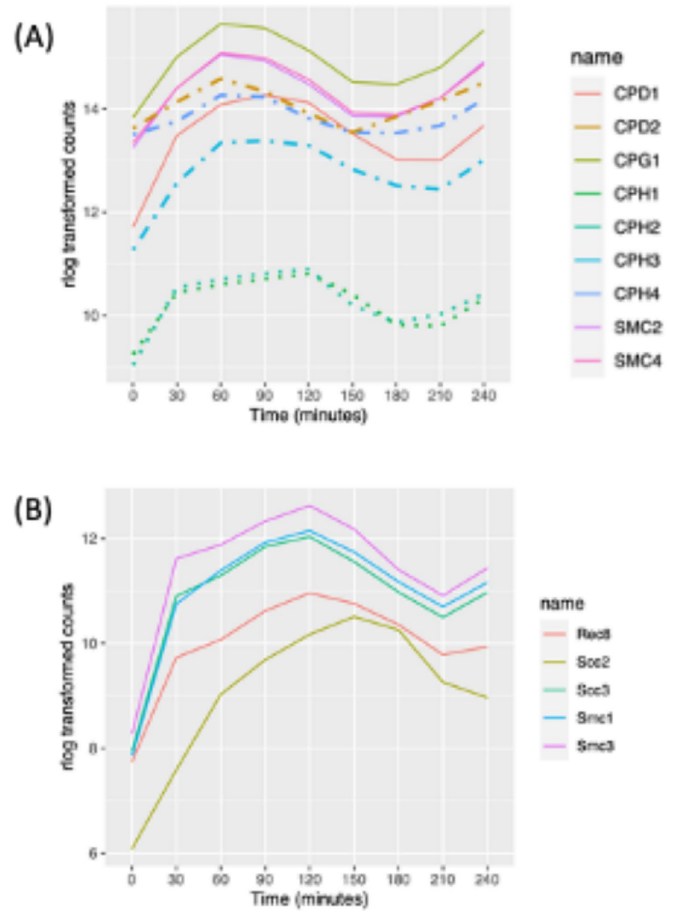 (A)
rlog transformed counts
14
12
10
0 30 60 90 120 150 180 210 240
Time (minutes)
name
CPD1
CPD2
CPG1
CPH1
CPH2
CPH3
CPH4
SMC2
SMC4
(B)
rlog transformed counts
12
10
8
6
0 30 60 90 120 150 180 210 240
Time (minutes)
name
Rec8
Scc2
Scc3
Smc1
Smc3